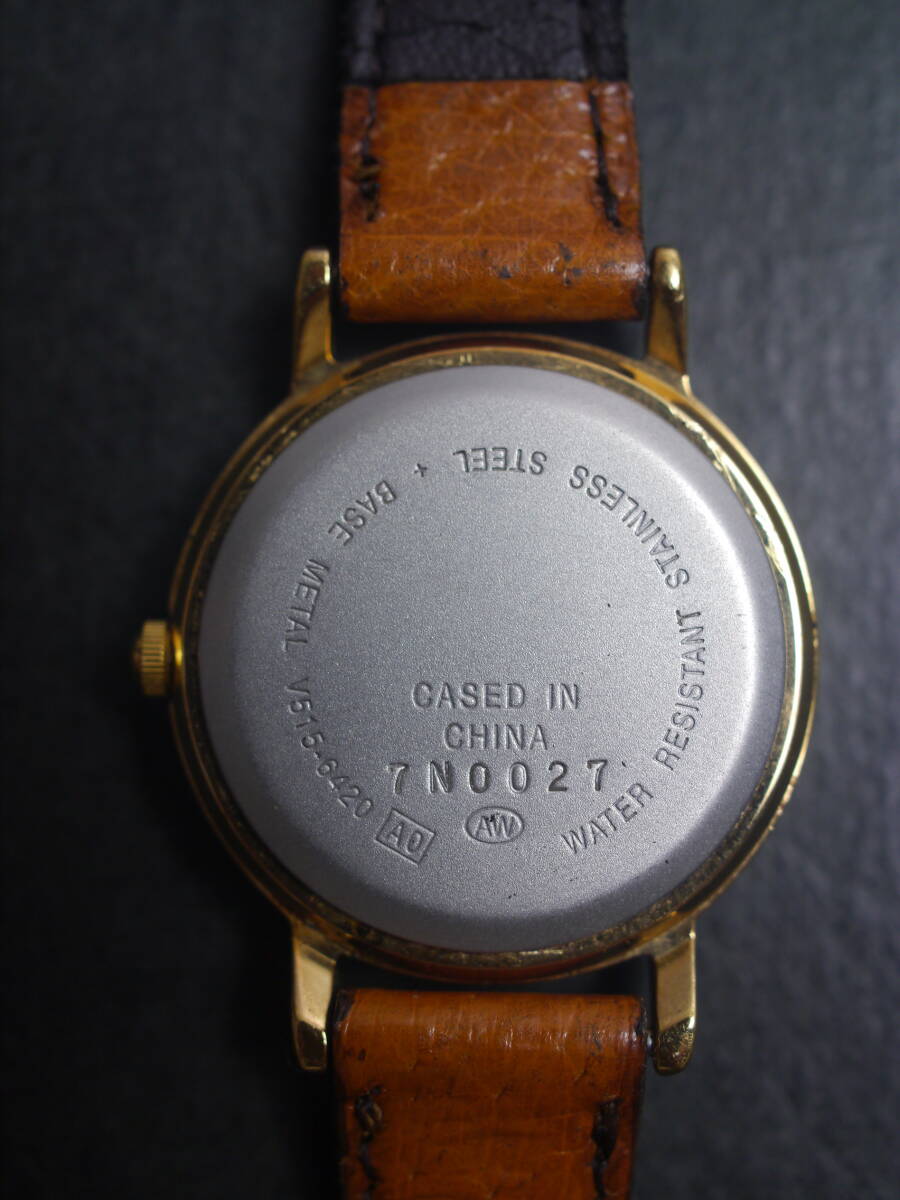 WATER RESISTANT STAINLESS STEEL + BASE METAL V515-6420 A0
CASED IN
CHINA
7N0027
AW